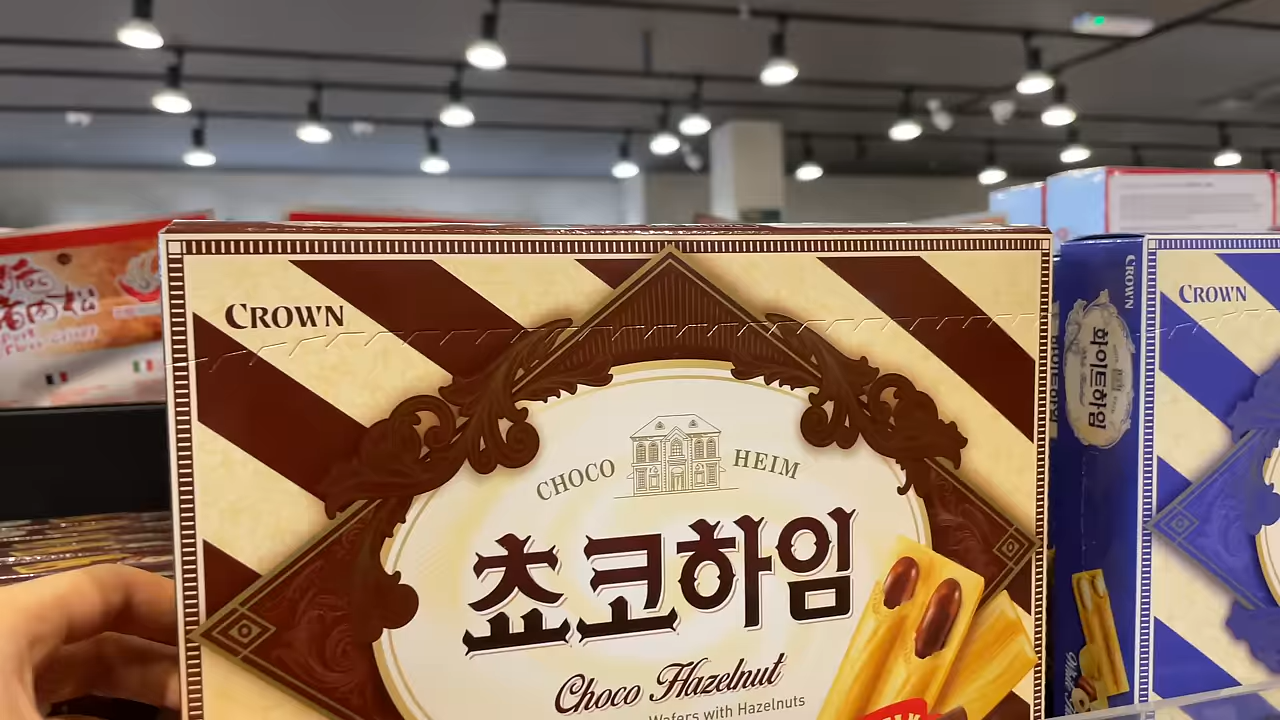 CROWN
CHOCO HEIM
쵸코하임
Choco Hazelnut
Wafers with Hazelnuts
CROWN
화이트하임
CROWN